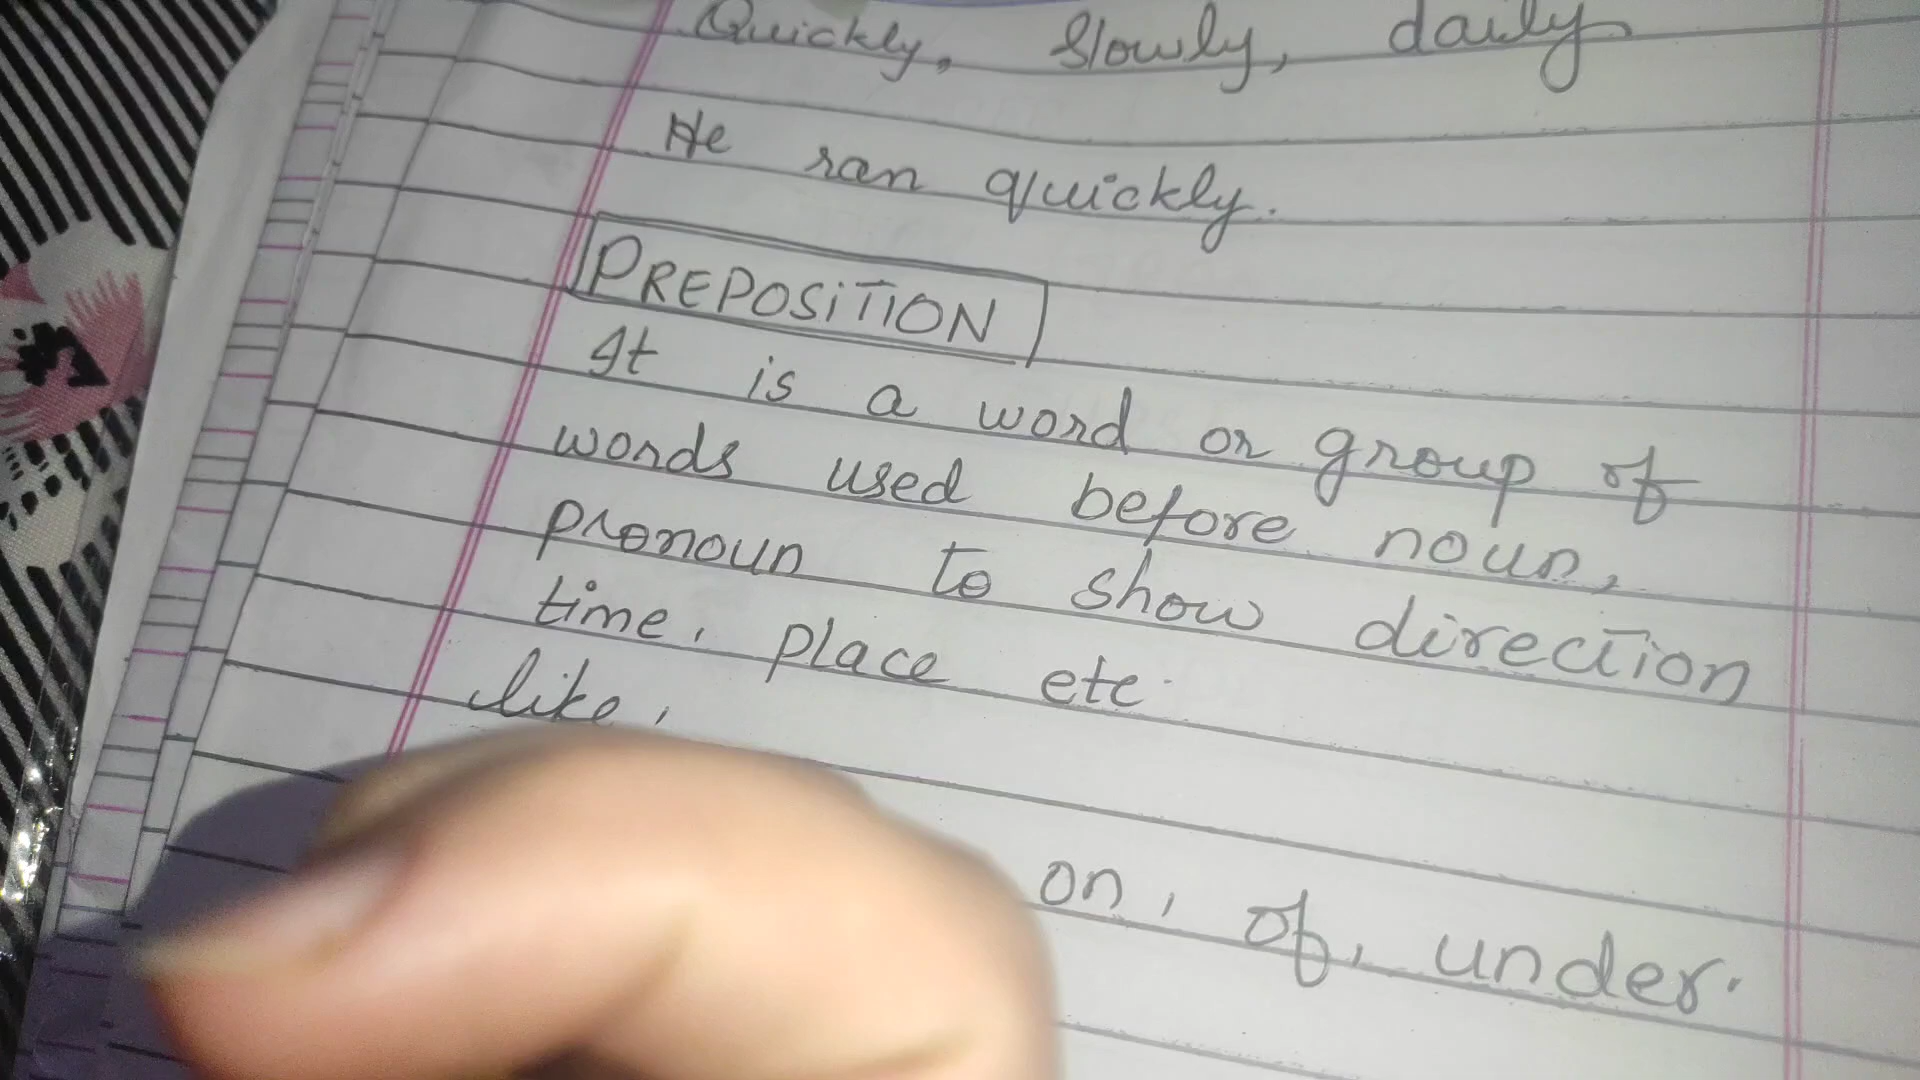 Quickly, Slowly, daily
He ran quickly.
PREPOSITION
It is a word or group of
words used before noun,
pronoun to show direction
time, place etc.
like,
on, of, under.